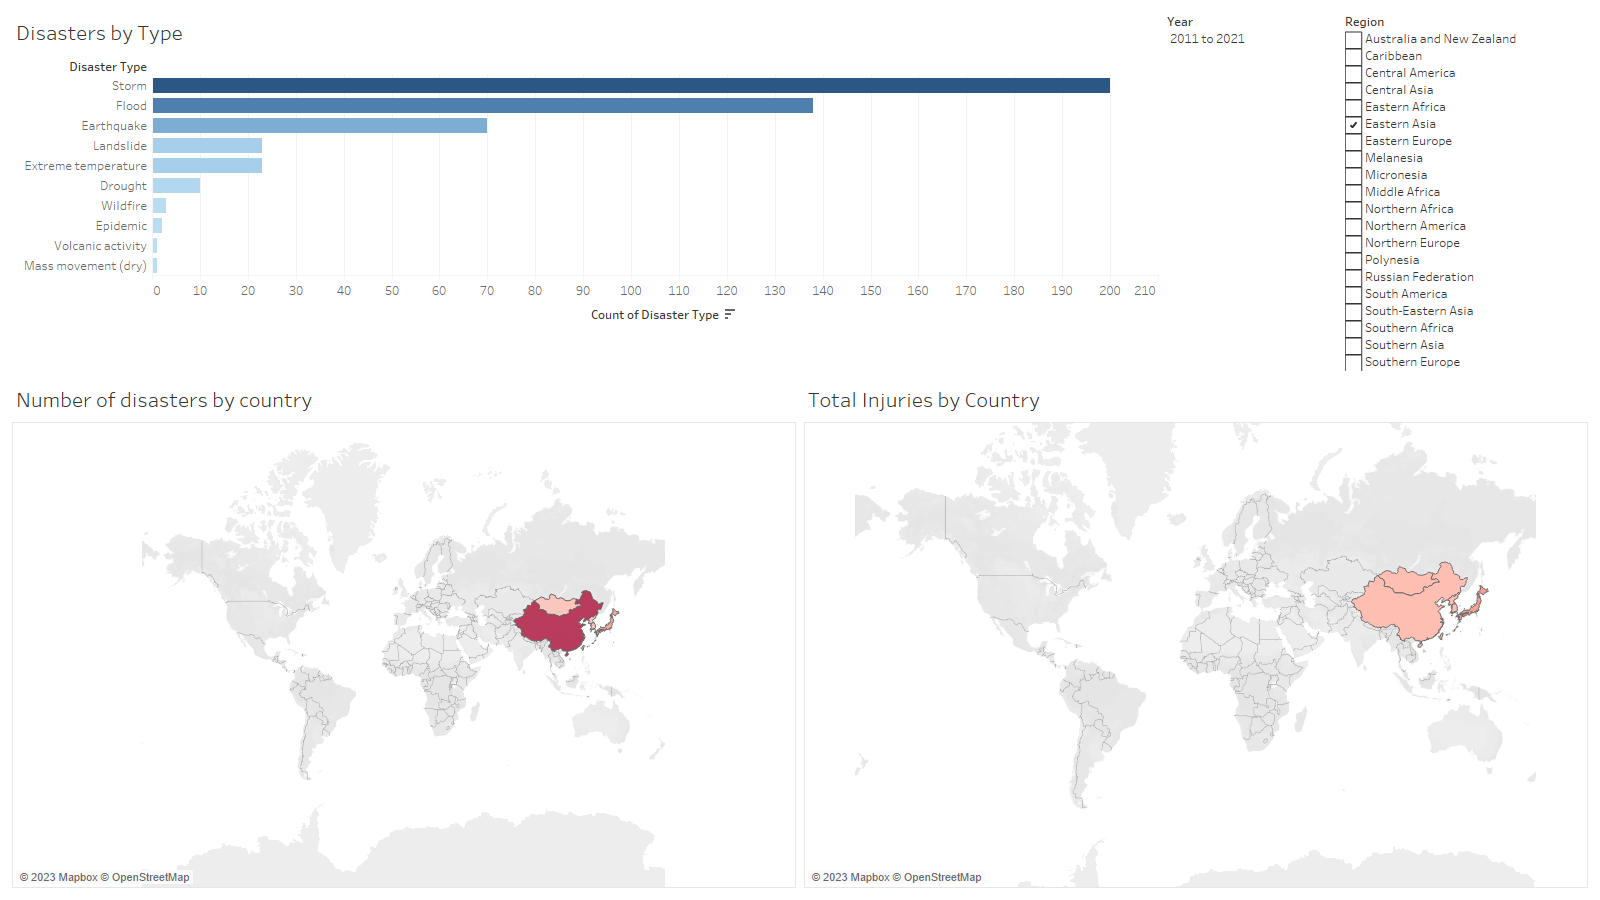 Disasters by Type
Disaster Type
Storm
Flood
Earthquake
Landslide
Extreme temperature
Drought
Wildfire
Epidemic
Volcanic activity
Mass movement (dry)
0 10 20 30 40 50 60 70 80 90 100 110 120 130 140 150 160 170 180 190 200 210
Count of Disaster Type
Year
2011 to 2021
Region
Australia and New Zealand
Caribbean
Central America
Central Asia
Eastern Africa
Eastern Asia
Eastern Europe
Melanesia
Micronesia
Middle Africa
Northern Africa
Northern America
Northern Europe
Polynesia
Russian Federation
South America
South-Eastern Asia
Southern Africa
Southern Asia
Southern Europe
Number of disasters by country
© 2023 Mapbox © OpenStreetMap
Total Injuries by Country
© 2023 Mapbox © OpenStreetMap